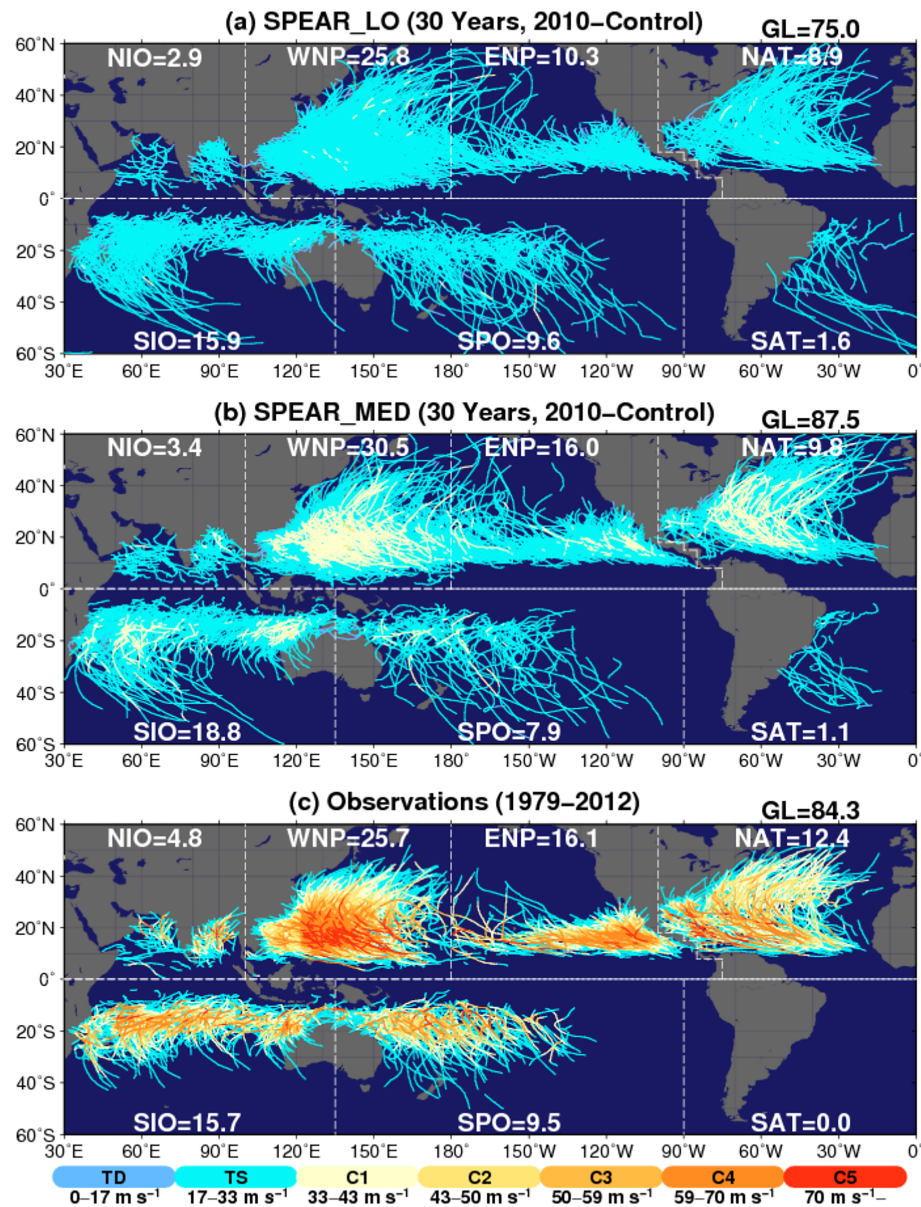 (a) SPEAR_LO (30 Years, 2010−Control) GL=75.0
60˚N NIO=2.9 WNP=25.8 ENP=10.3 NAT=8.9
40˚N
20˚N
0˚
20˚S
40˚S
60˚S SIO=15.9 SPO=9.6 SAT=1.6
30˚E 60˚E 90˚E 120˚E 150˚E 180˚ 150˚W 120˚W 90˚W 60˚W 30˚W 0˚
(b) SPEAR_MED (30 Years, 2010−Control) GL=87.5
60˚N NIO=3.4 WNP=30.5 ENP=16.0 NAT=9.8
40˚N
20˚N
0˚
20˚S
40˚S
60˚S SIO=18.8 SPO=7.9 SAT=1.1
30˚E 60˚E 90˚E 120˚E 150˚E 180˚ 150˚W 120˚W 90˚W 60˚W 30˚W 0˚
(c) Observations (1979−2012) GL=84.3
60˚N NIO=4.8 WNP=25.7 ENP=16.1 NAT=12.4
40˚N
20˚N
0˚
20˚S
40˚S
60˚S SIO=15.7 SPO=9.5 SAT=0.0
30˚E 60˚E 90˚E 120˚E 150˚E 180˚ 150˚W 120˚W 90˚W 60˚W 30˚W 0˚
TD TS C1 C2 C3 C4 C5
0−17 m s⁻¹ 17−33 m s⁻¹ 33−43 m s⁻¹ 43−50 m s⁻¹ 50−59 m s⁻¹ 59−70 m s⁻¹ 70 m s⁻¹−